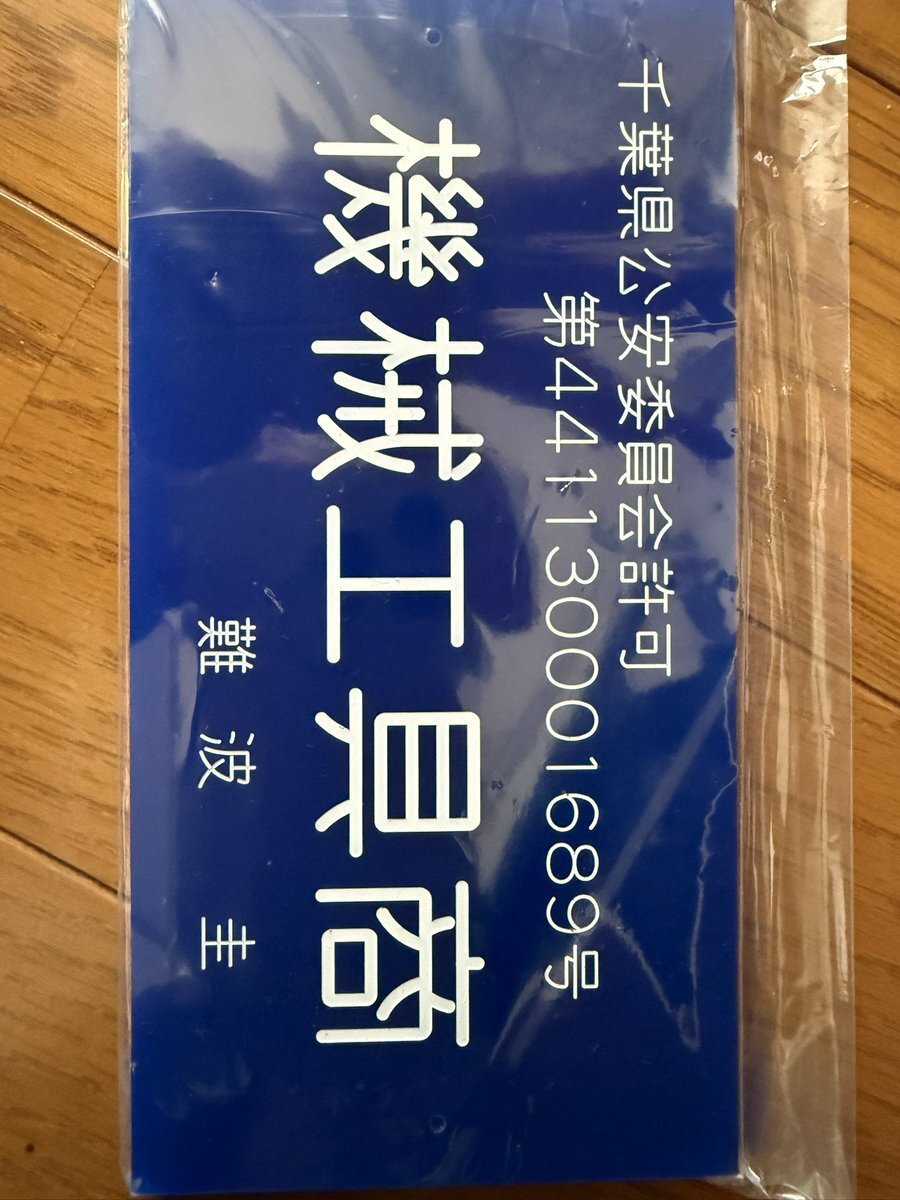 千葉県公安委員会許可
第441130001689号
機械工具商
難波 圭